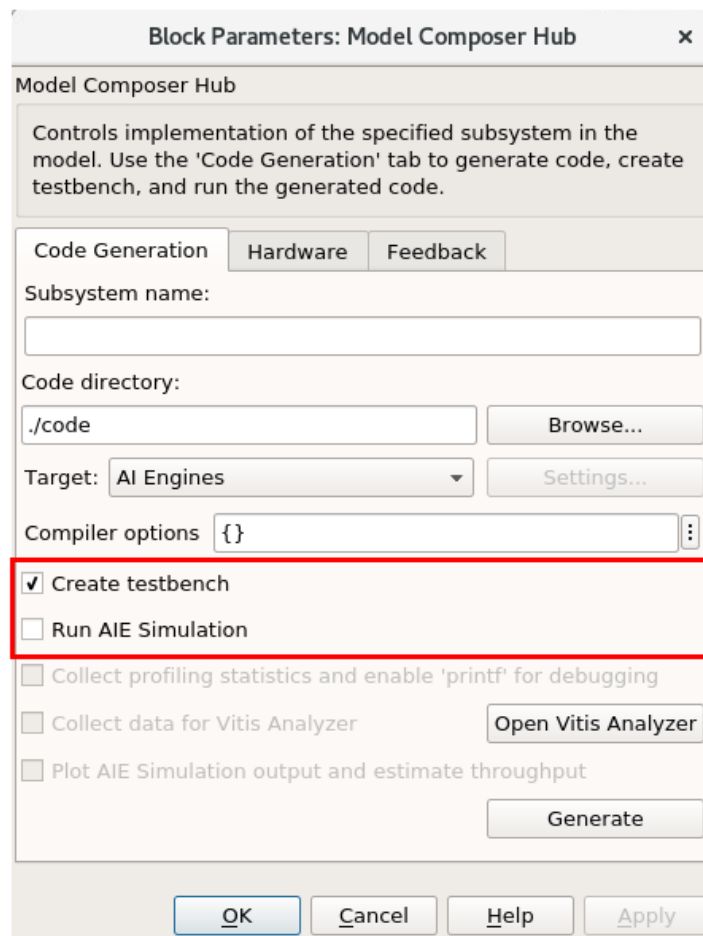 Block Parameters: Model Composer Hub ×
Model Composer Hub
Controls implementation of the specified subsystem in the
model. Use the 'Code Generation' tab to generate code, create
testbench, and run the generated code.
Code Generation Hardware Feedback
Subsystem name:
Code directory:
./code Browse...
Target: AI Engines Settings...
Compiler options {}
Create testbench
Run AIE Simulation
Collect profiling statistics and enable 'printf' for debugging
Collect data for Vitis Analyzer Open Vitis Analyzer
Plot AIE Simulation output and estimate throughput
Generate
OK Cancel Help Apply